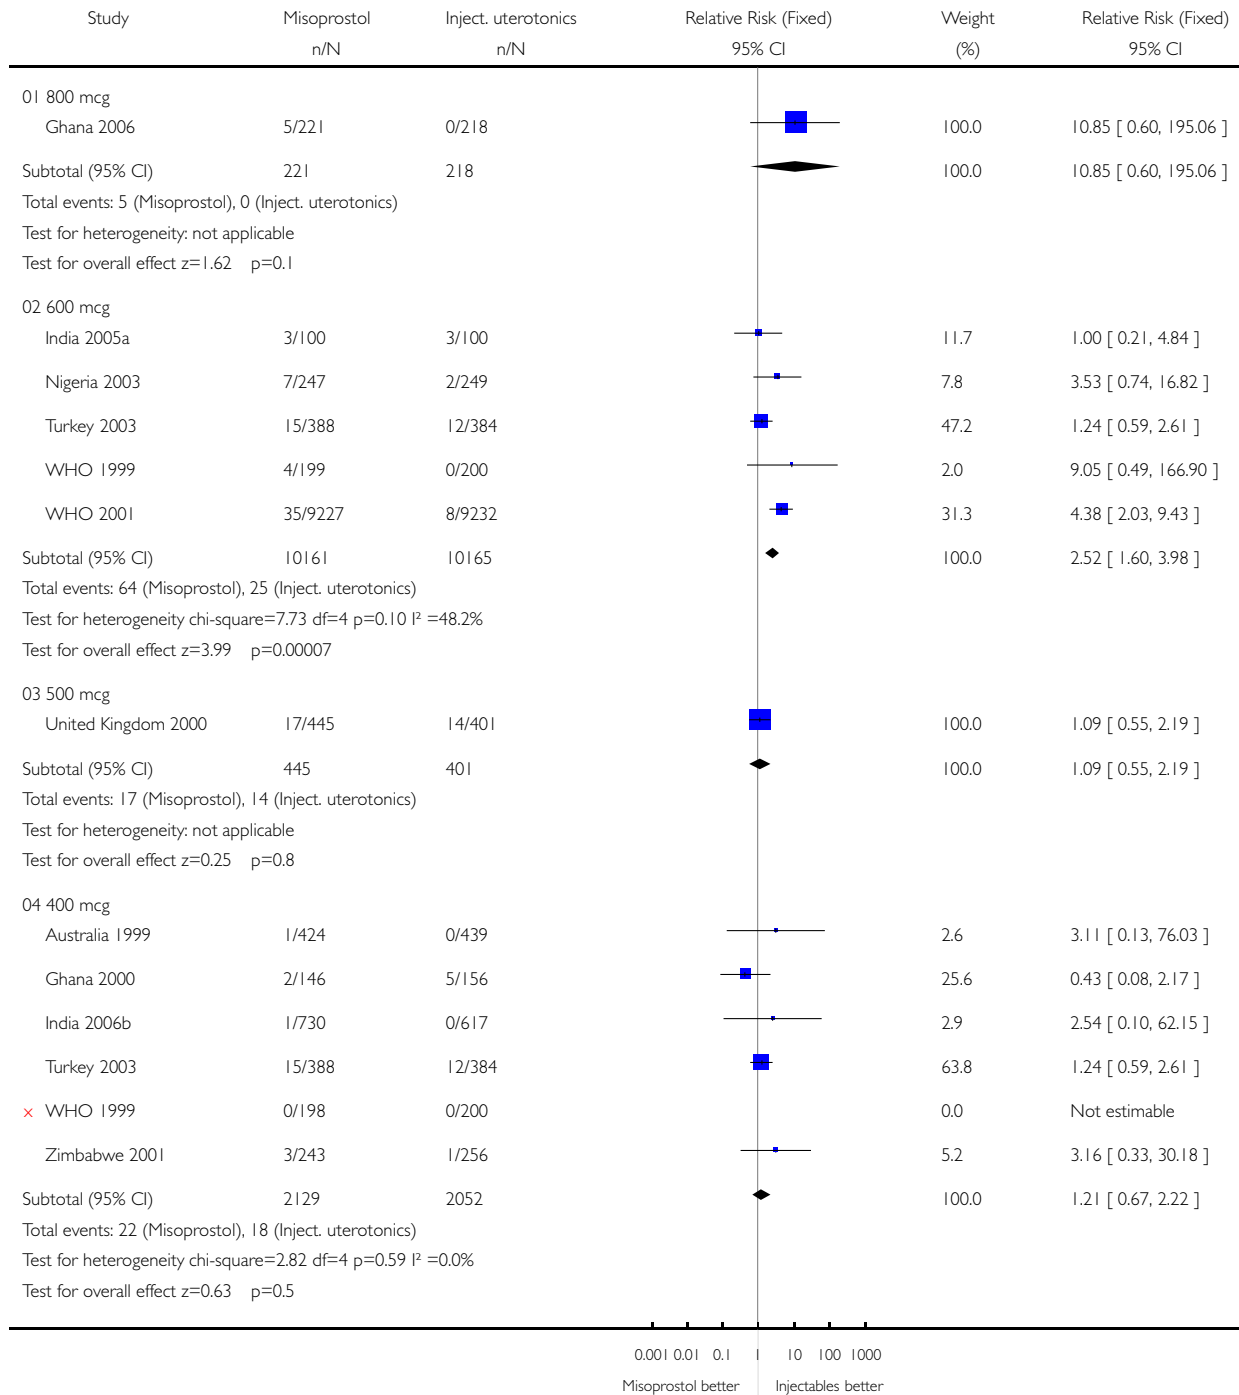 Study Misoprostol Inject. uterotonics Relative Risk (Fixed) Weight Relative Risk (Fixed)
n/N n/N 95% CI (%) 95% CI
01 800 mcg
Ghana 2006 5/221 0/218 100.0 10.85 [ 0.60, 195.06 ]
Subtotal (95% CI) 221 218 100.0 10.85 [ 0.60, 195.06 ]
Total events: 5 (Misoprostol), 0 (Inject. uterotonics)
Test for heterogeneity: not applicable
Test for overall effect z=1.62 p=0.1
02 600 mcg
India 2005a 3/100 3/100 11.7 1.00 [ 0.21, 4.84 ]
Nigeria 2003 7/247 2/249 7.8 3.53 [ 0.74, 16.82 ]
Turkey 2003 15/388 12/384 47.2 1.24 [ 0.59, 2.61 ]
WHO 1999 4/199 0/200 2.0 9.05 [ 0.49, 166.90 ]
WHO 2001 35/9227 8/9232 31.3 4.38 [ 2.03, 9.43 ]
Subtotal (95% CI) 10161 10165 100.0 2.52 [ 1.60, 3.98 ]
Total events: 64 (Misoprostol), 25 (Inject. uterotonics)
Test for heterogeneity chi-square=7.73 df=4 p=0.10 I² =48.2%
Test for overall effect z=3.99 p=0.00007
03 500 mcg
United Kingdom 2000 17/445 14/401 100.0 1.09 [ 0.55, 2.19 ]
Subtotal (95% CI) 445 401 100.0 1.09 [ 0.55, 2.19 ]
Total events: 17 (Misoprostol), 14 (Inject. uterotonics)
Test for heterogeneity: not applicable
Test for overall effect z=0.25 p=0.8
04 400 mcg
Australia 1999 1/424 0/439 2.6 3.11 [ 0.13, 76.03 ]
Ghana 2000 2/146 5/156 25.6 0.43 [ 0.08, 2.17 ]
India 2006b 1/730 0/617 2.9 2.54 [ 0.10, 62.15 ]
Turkey 2003 15/388 12/384 63.8 1.24 [ 0.59, 2.61 ]
× WHO 1999 0/198 0/200 0.0 Not estimable
Zimbabwe 2001 3/243 1/256 5.2 3.16 [ 0.33, 30.18 ]
Subtotal (95% CI) 2129 2052 100.0 1.21 [ 0.67, 2.22 ]
Total events: 22 (Misoprostol), 18 (Inject. uterotonics)
Test for heterogeneity chi-square=2.82 df=4 p=0.59 I² =0.0%
Test for overall effect z=0.63 p=0.5
0.001 0.01 0.1 1 10 100 1000
Misoprostol better Injectables better